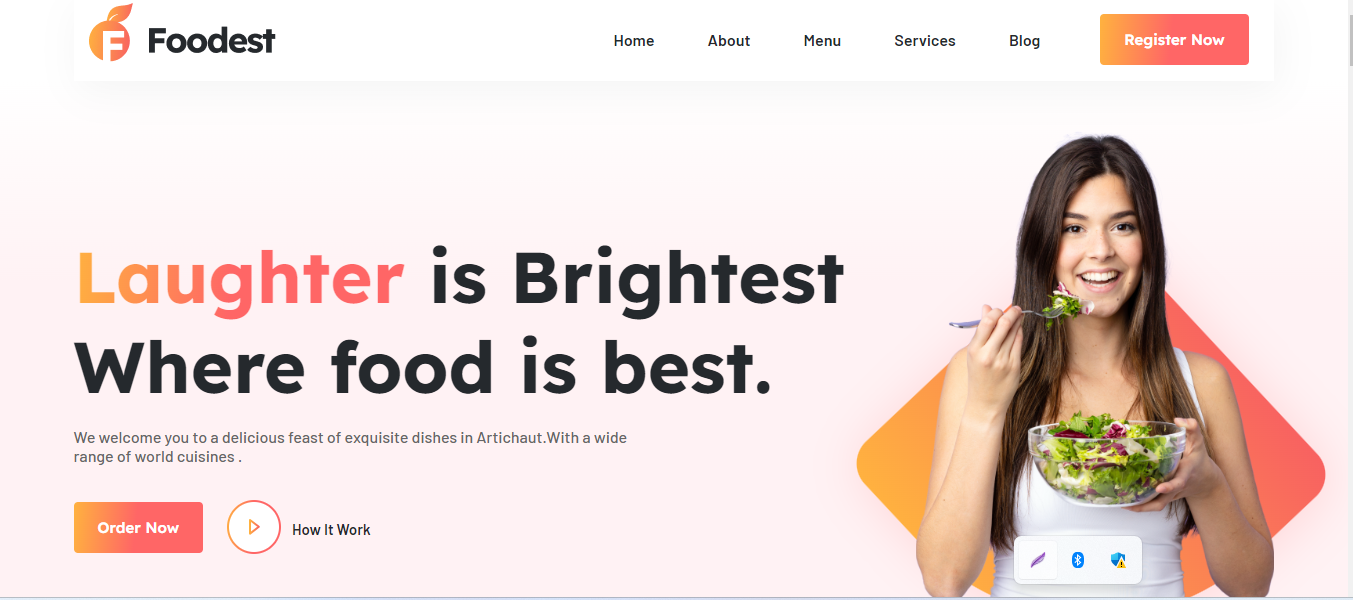 F Foodest
Home About Menu Services Blog Register Now
Laughter is Brightest
Where food is best.
We welcome you to a delicious feast of exquisite dishes in Artichaut.With a wide
range of world cuisines .
Order Now How It Work